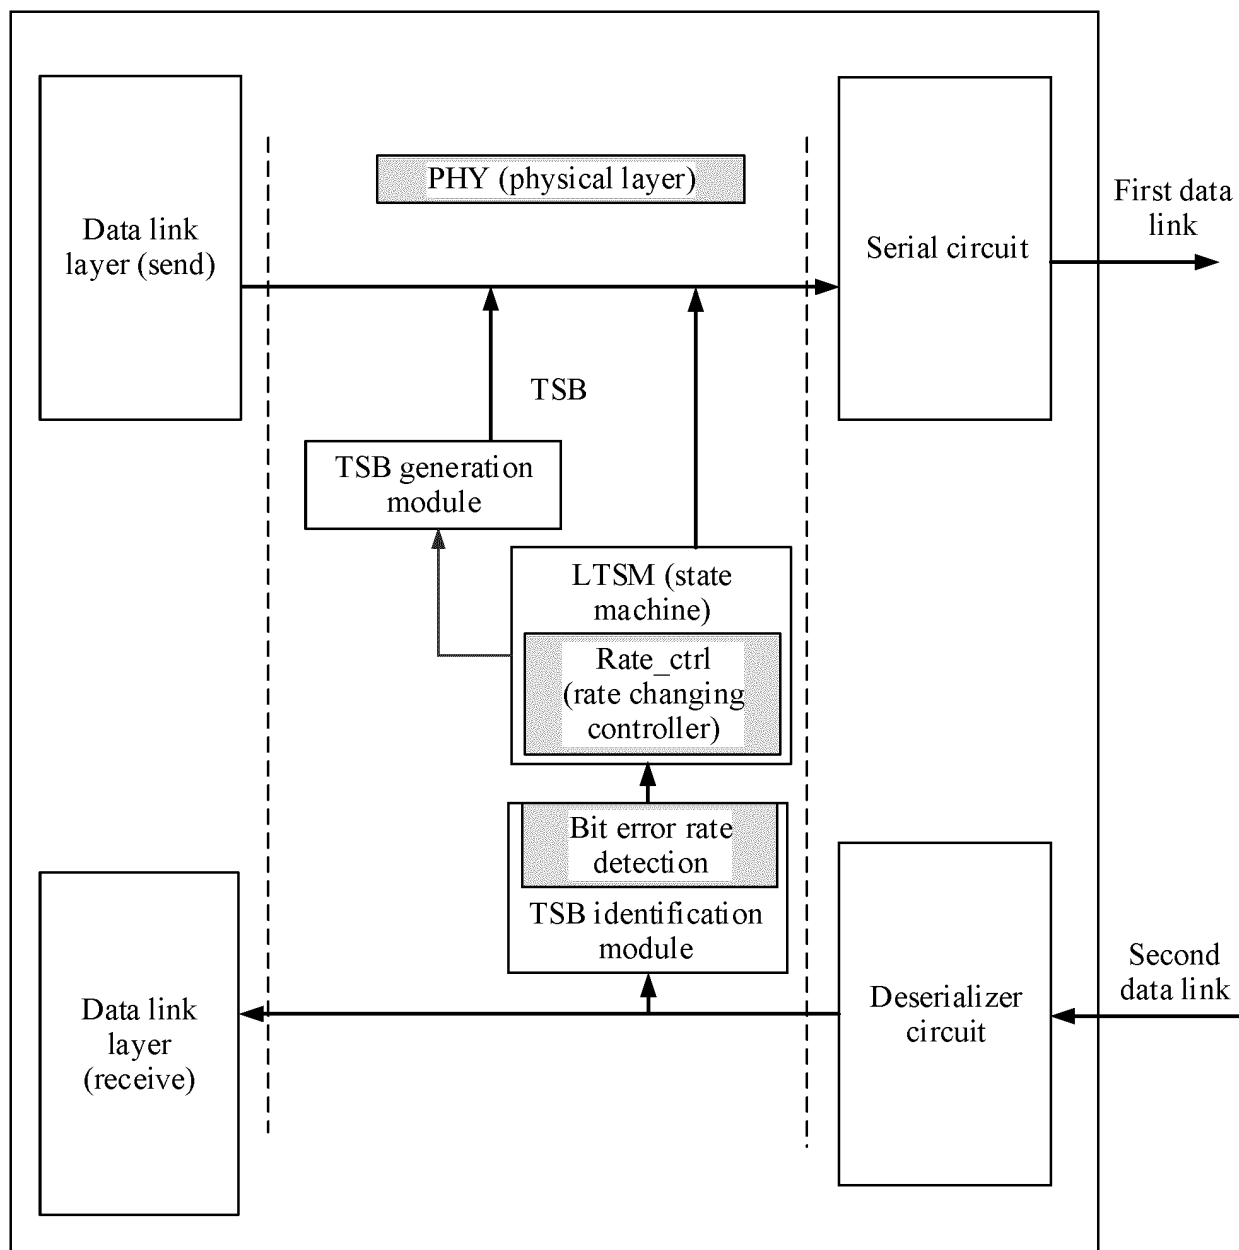 PHY (physical layer)
Data link
layer (send)
Serial circuit
First data
link
TSB
TSB generation
module
LTSM (state
machine)
Rate_ctrl
(rate changing
controller)
Bit error rate
detection
TSB identification
module
Data link
layer
(receive)
Deserializer
circuit
Second
data link